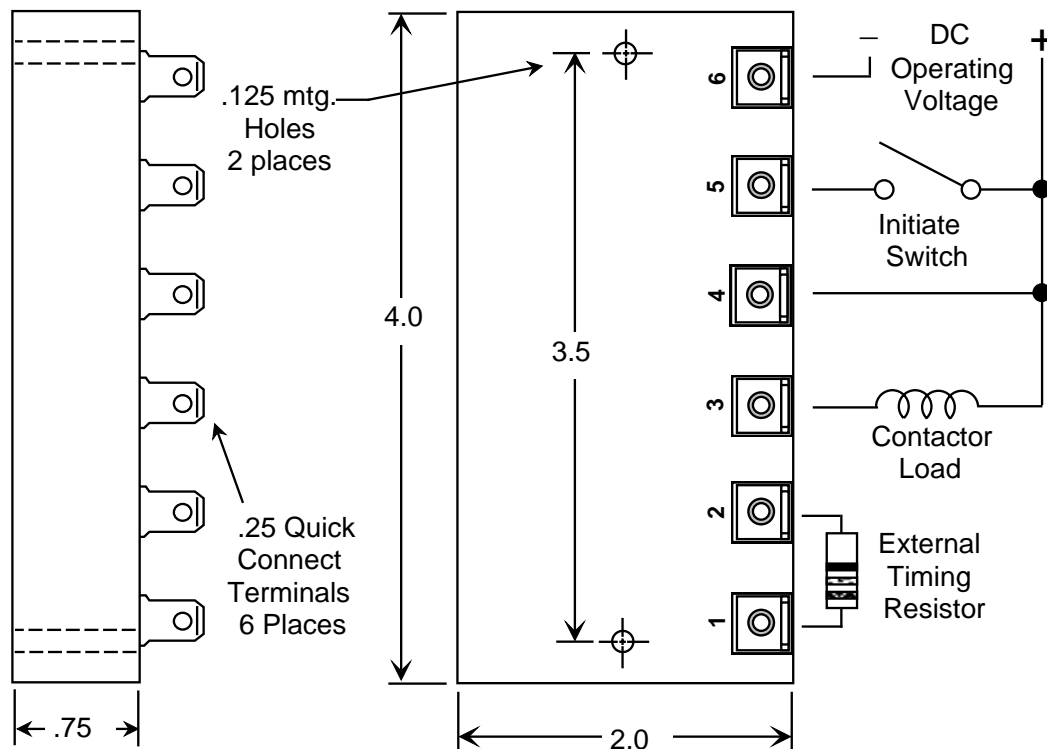 .125 mtg.
Holes
2 places
.25 Quick
Connect
Terminals
6 Places
.75
4.0
3.5
2.0
6
5
4
3
2
1
– DC +
Operating
Voltage
Initiate
Switch
Contactor
Load
External
Timing
Resistor